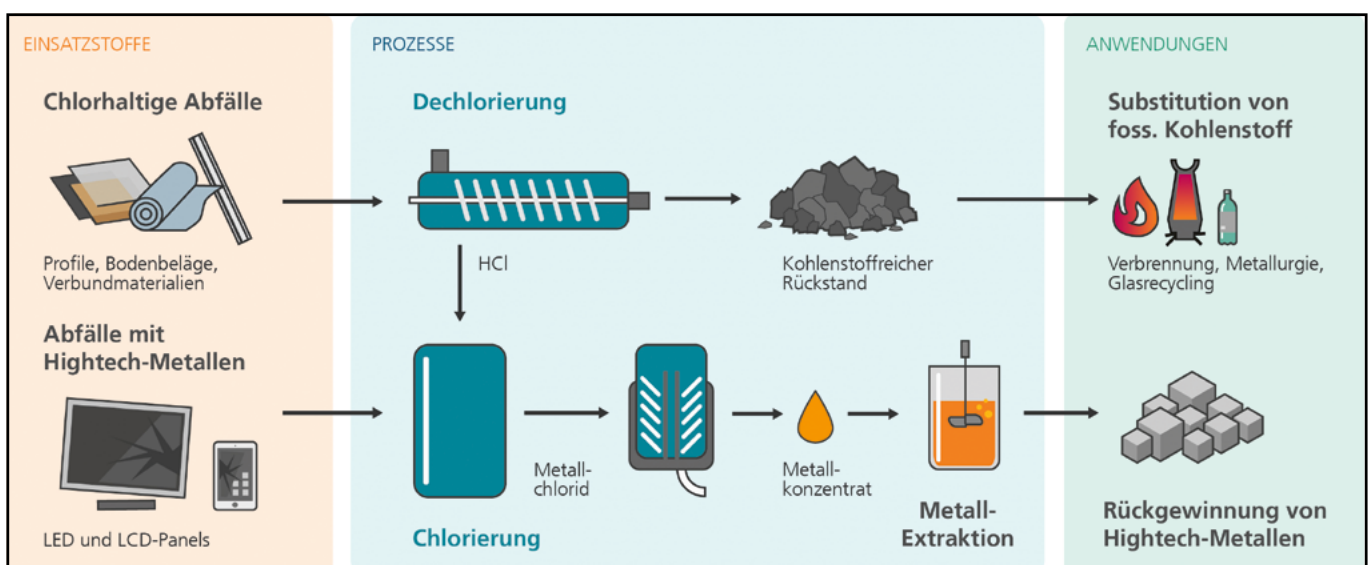 EINSATZSTOFFE
Chlorhaltige Abfälle
Profile, Bodenbeläge,
Verbundmaterialien
Abfälle mit
Hightech-Metallen
LED und LCD-Panels
PROZESSE
Dechlorierung
HCl
Kohlenstoffreicher
Rückstand
Metall-
chlorid
Metall-
konzentrat
Chlorierung
Metall-
Extraktion
ANWENDUNGEN
Substitution von
foss. Kohlenstoff
Verbrennung, Metallurgie,
Glasrecycling
Rückgewinnung von
Hightech-Metallen